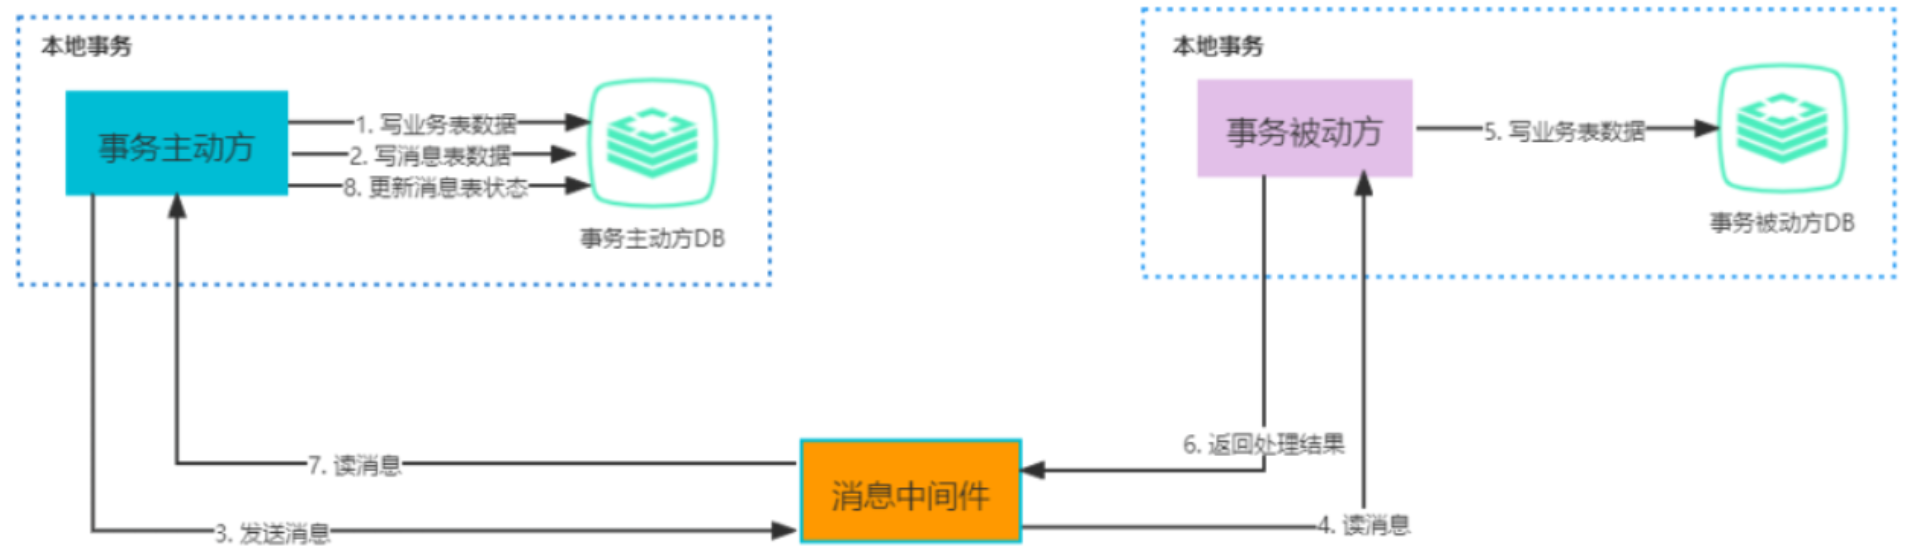 本地事务
事务主动方
1. 写业务表数据
2. 写消息表数据
8. 更新消息表状态
事务主动方DB
本地事务
事务被动方
5. 写业务表数据
事务被动方DB
7. 读消息
3. 发送消息
消息中间件
6. 返回处理结果
4. 读消息